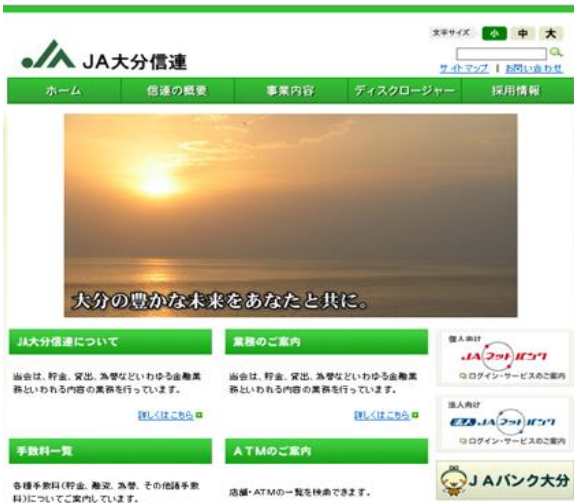 文字サイズ 小 中 大
JA大分信連
サイトマップ | お問い合わせ
ホーム 信連の概要 事業内容 ディスクロージャー 採用情報
大分の豊かな未来をあなたと共に。
JA大分信連について
当会は、貯金、貸出、為替などいわゆる金融業
務といわれる内容の業務を行っています。
詳しくはこちら
業務のご案内
当会は、貯金、貸出、為替などいわゆる金融業
務といわれる内容の業務を行っています。
詳しくはこちら
手数料一覧
各種手数料(貯金、融資、為替、その他諸手数
料)についてご案内しています。
ATMのご案内
店舗・ATMの一覧を検索できます。
個人向け
JAネットバンク
ログイン・サービスのご案内
法人向け
法人JAネットバンク
ログイン・サービスのご案内
JAバンク大分